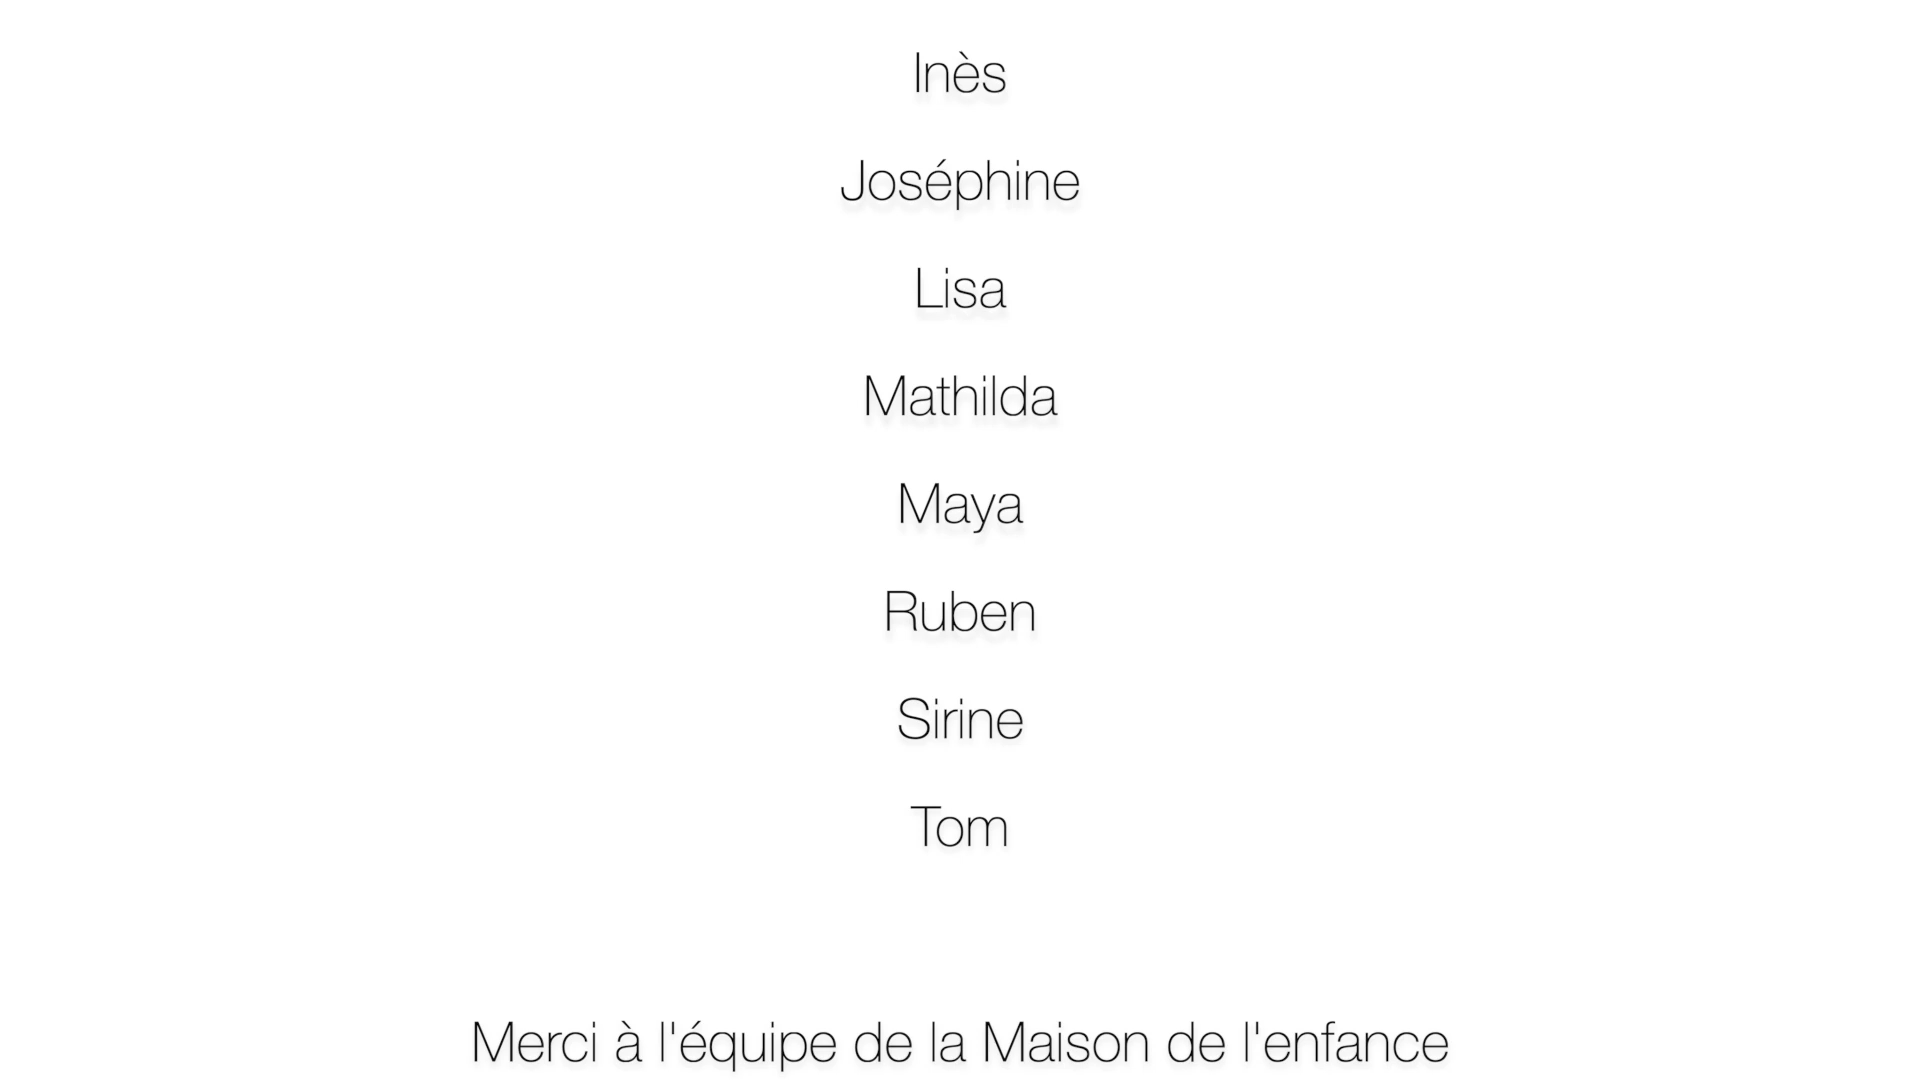 Inès
Joséphine
Lisa
Mathilda
Maya
Ruben
Sirine
Tom
Merci à l'équipe de la Maison de l'enfance